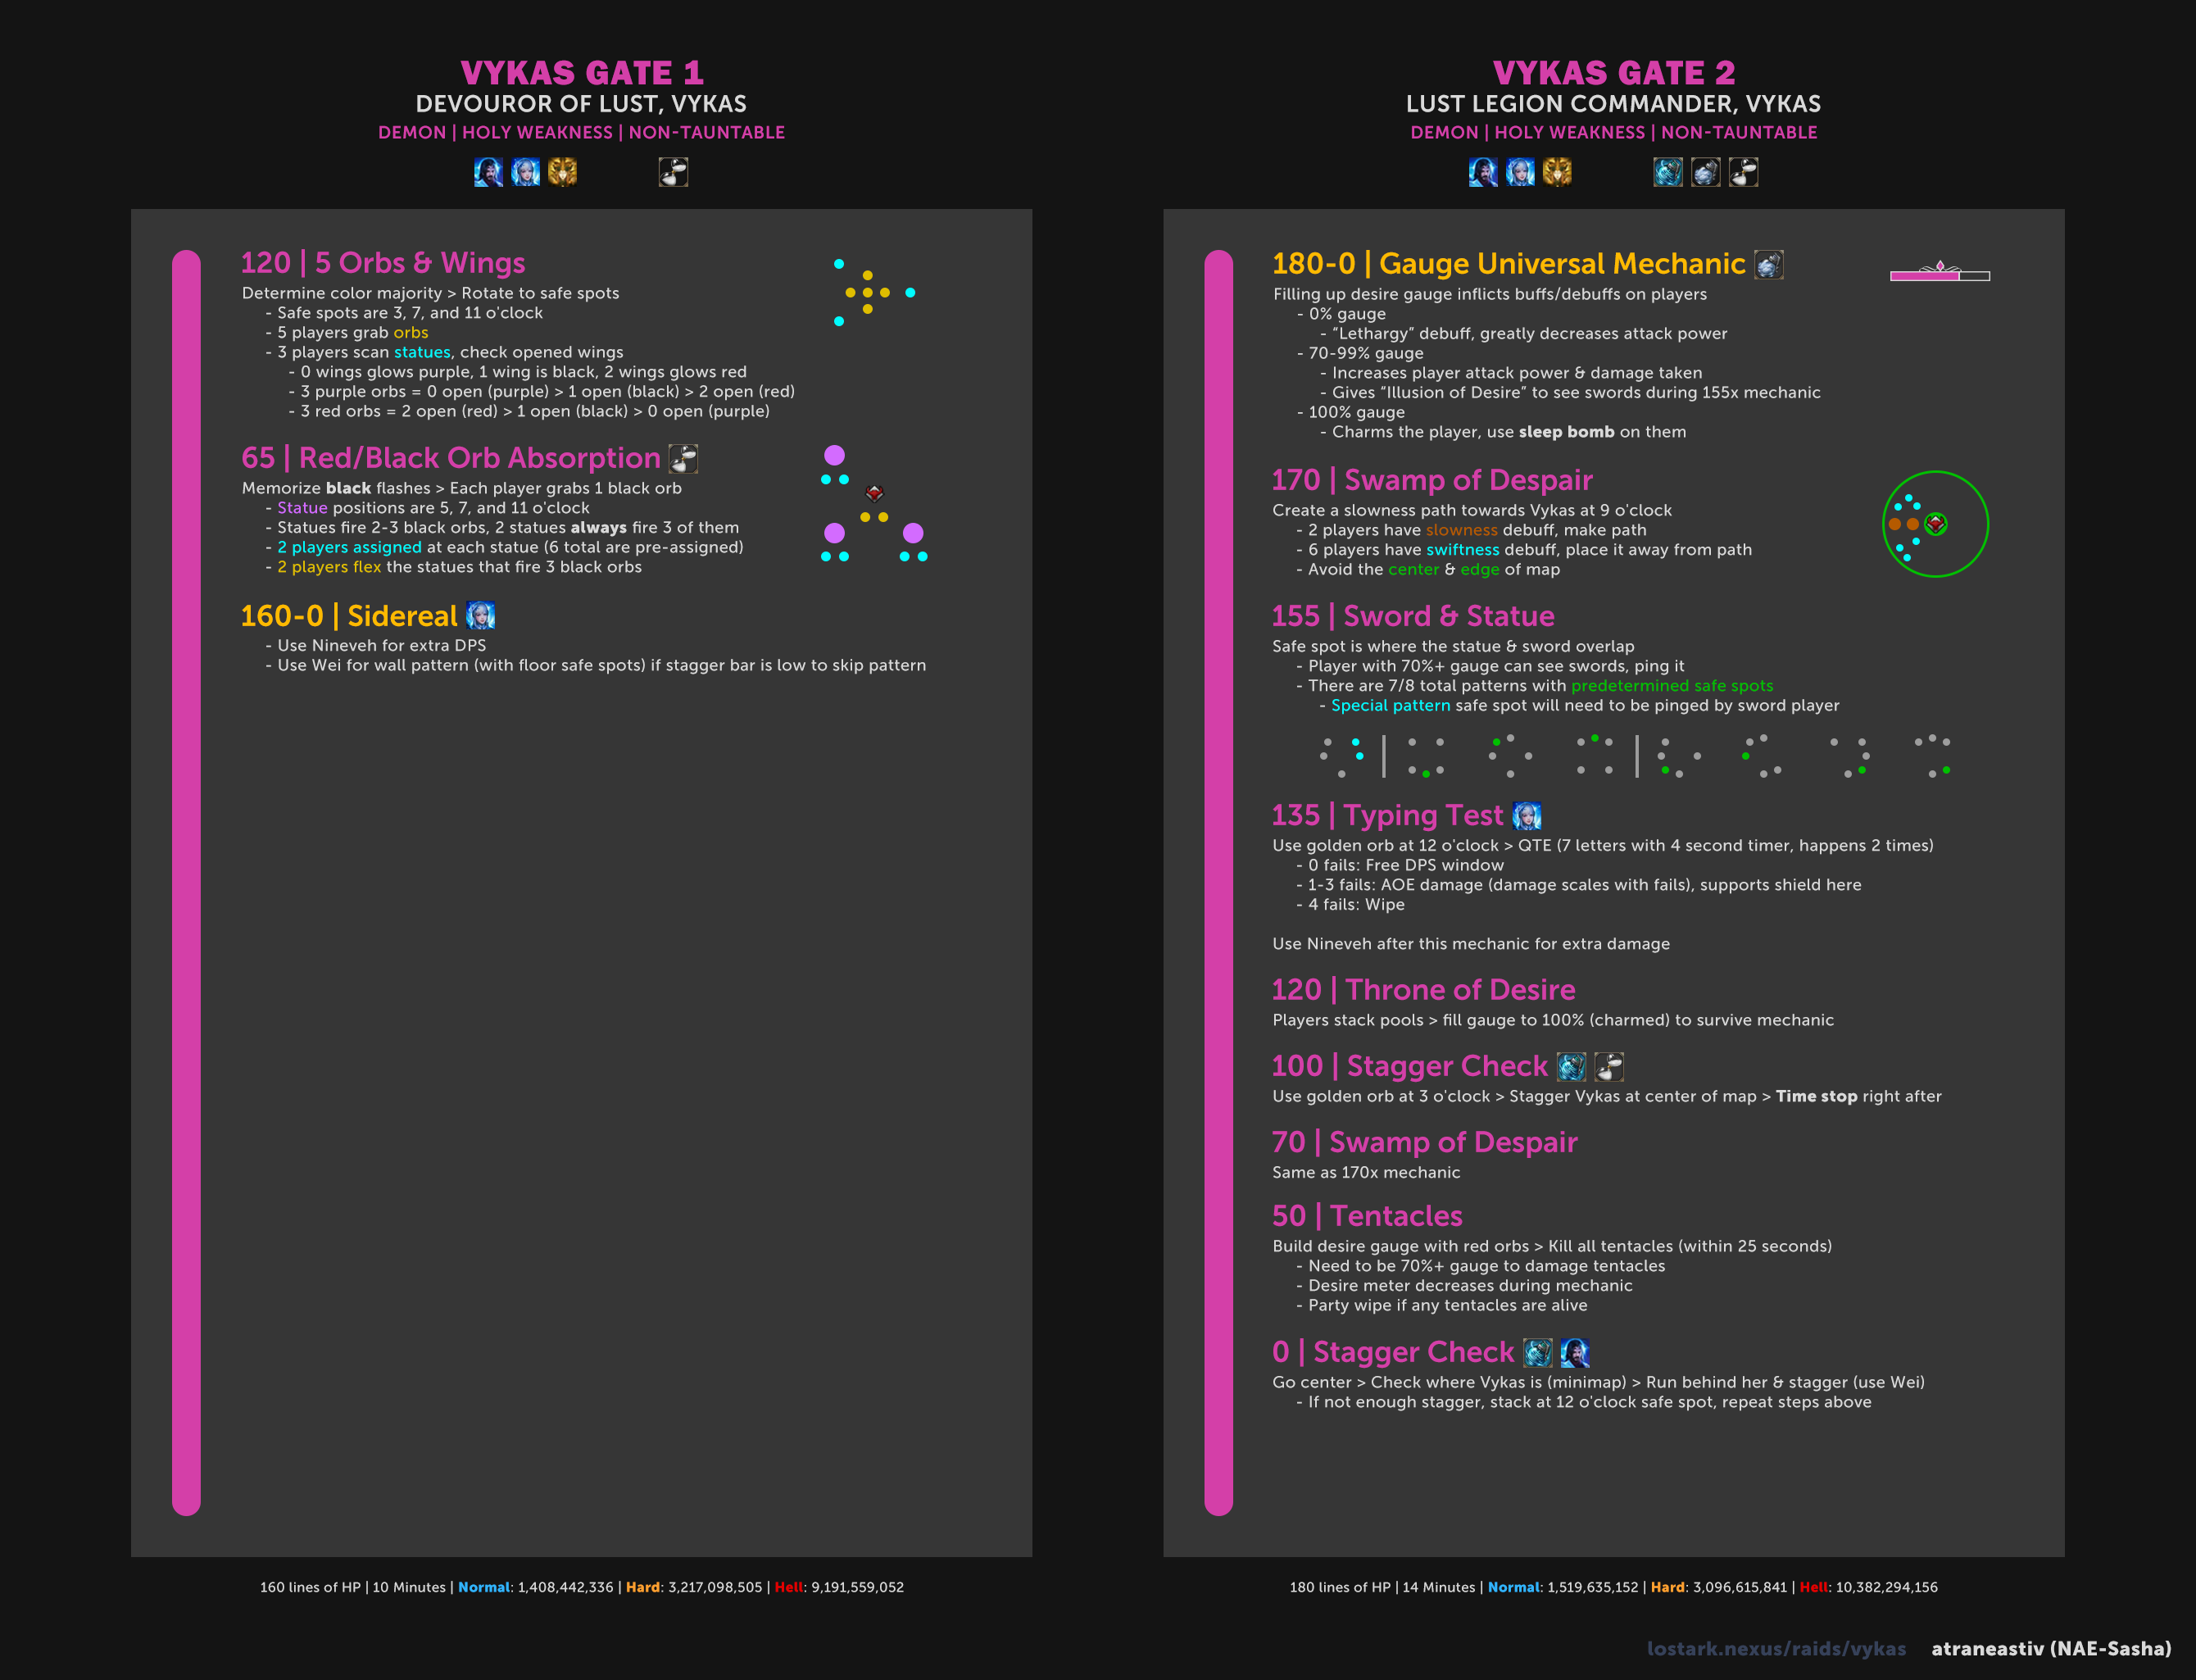 VYKAS GATE 1
DEVOUROR OF LUST, VYKAS
DEMON | HOLY WEAKNESS | NON-TAUNTABLE
120 | 5 Orbs & Wings
Determine color majority > Rotate to safe spots
- Safe spots are 3, 7, and 11 o'clock
- 5 players grab orbs
- 3 players scan statues, check opened wings
- 0 wings glows purple, 1 wing is black, 2 wings glows red
- 3 purple orbs = 0 open (purple) > 1 open (black) > 2 open (red)
- 3 red orbs = 2 open (red) > 1 open (black) > 0 open (purple)
65 | Red/Black Orb Absorption
Memorize black flashes > Each player grabs 1 black orb
- Statue positions are 5, 7, and 11 o'clock
- Statues fire 2-3 black orbs, 2 statues always fire 3 of them
- 2 players assigned at each statue (6 total are pre-assigned)
- 2 players flex the statues that fire 3 black orbs
160-0 | Sidereal
- Use Nineveh for extra DPS
- Use Wei for wall pattern (with floor safe spots) if stagger bar is low to skip pattern
160 lines of HP | 10 Minutes | Normal: 1,408,442,336 | Hard: 3,217,098,505 | Hell: 9,191,559,052
VYKAS GATE 2
LUST LEGION COMMANDER, VYKAS
DEMON | HOLY WEAKNESS | NON-TAUNTABLE
180-0 | Gauge Universal Mechanic
Filling up desire gauge inflicts buffs/debuffs on players
- 0% gauge
- “Lethargy” debuff, greatly decreases attack power
- 70-99% gauge
- Increases player attack power & damage taken
- Gives “Illusion of Desire” to see swords during 155x mechanic
- 100% gauge
- Charms the player, use sleep bomb on them
170 | Swamp of Despair
Create a slowness path towards Vykas at 9 o'clock
- 2 players have slowness debuff, make path
- 6 players have swiftness debuff, place it away from path
- Avoid the center & edge of map
155 | Sword & Statue
Safe spot is where the statue & sword overlap
- Player with 70%+ gauge can see swords, ping it
- There are 7/8 total patterns with predetermined safe spots
- Special pattern safe spot will need to be pinged by sword player
135 | Typing Test
Use golden orb at 12 o'clock > QTE (7 letters with 4 second timer, happens 2 times)
- 0 fails: Free DPS window
- 1-3 fails: AOE damage (damage scales with fails), supports shield here
- 4 fails: Wipe
Use Nineveh after this mechanic for extra damage
120 | Throne of Desire
Players stack pools > fill gauge to 100% (charmed) to survive mechanic
100 | Stagger Check
Use golden orb at 3 o'clock > Stagger Vykas at center of map > Time stop right after
70 | Swamp of Despair
Same as 170x mechanic
50 | Tentacles
Build desire gauge with red orbs > Kill all tentacles (within 25 seconds)
- Need to be 70%+ gauge to damage tentacles
- Desire meter decreases during mechanic
- Party wipe if any tentacles are alive
0 | Stagger Check
Go center > Check where Vykas is (minimap) > Run behind her & stagger (use Wei)
- If not enough stagger, stack at 12 o'clock safe spot, repeat steps above
180 lines of HP | 14 Minutes | Normal: 1,519,635,152 | Hard: 3,096,615,841 | Hell: 10,382,294,156
lostark.nexus/raids/vykas atraneastiv (NAE-Sasha)